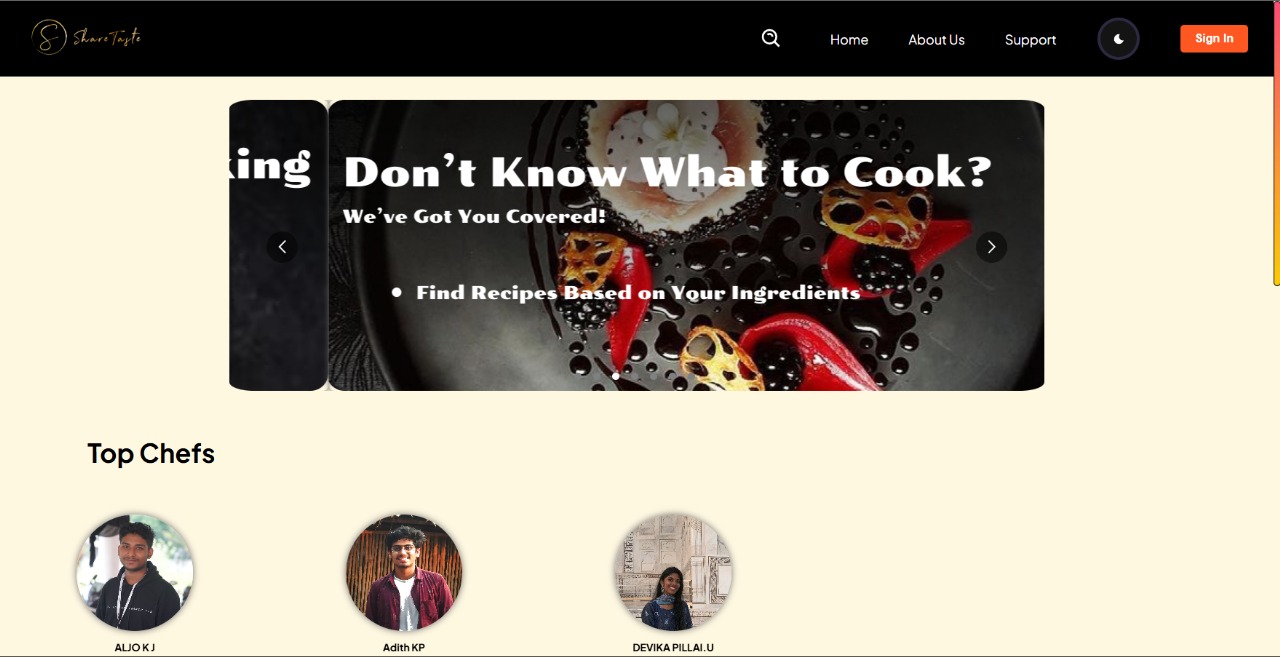 ShareTaste
Home About Us Support Sign In
king
Don't Know What to Cook?
We've Got You Covered!
• Find Recipes Based on Your Ingredients
Top Chefs
ALJO K J Adith KP DEVIKA PILLAI.U